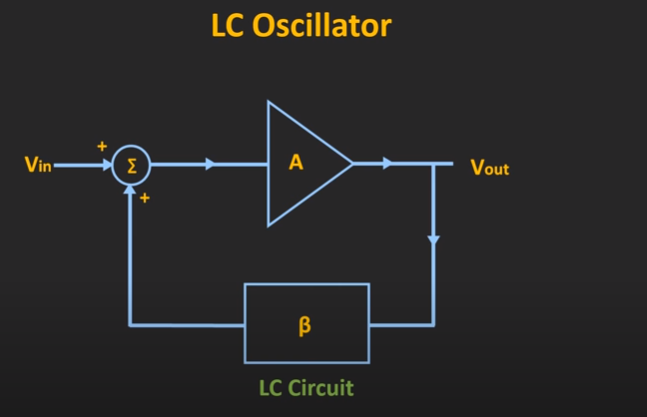 LC Oscillator
+
Vin
Σ
A
Vout
+
β
LC Circuit